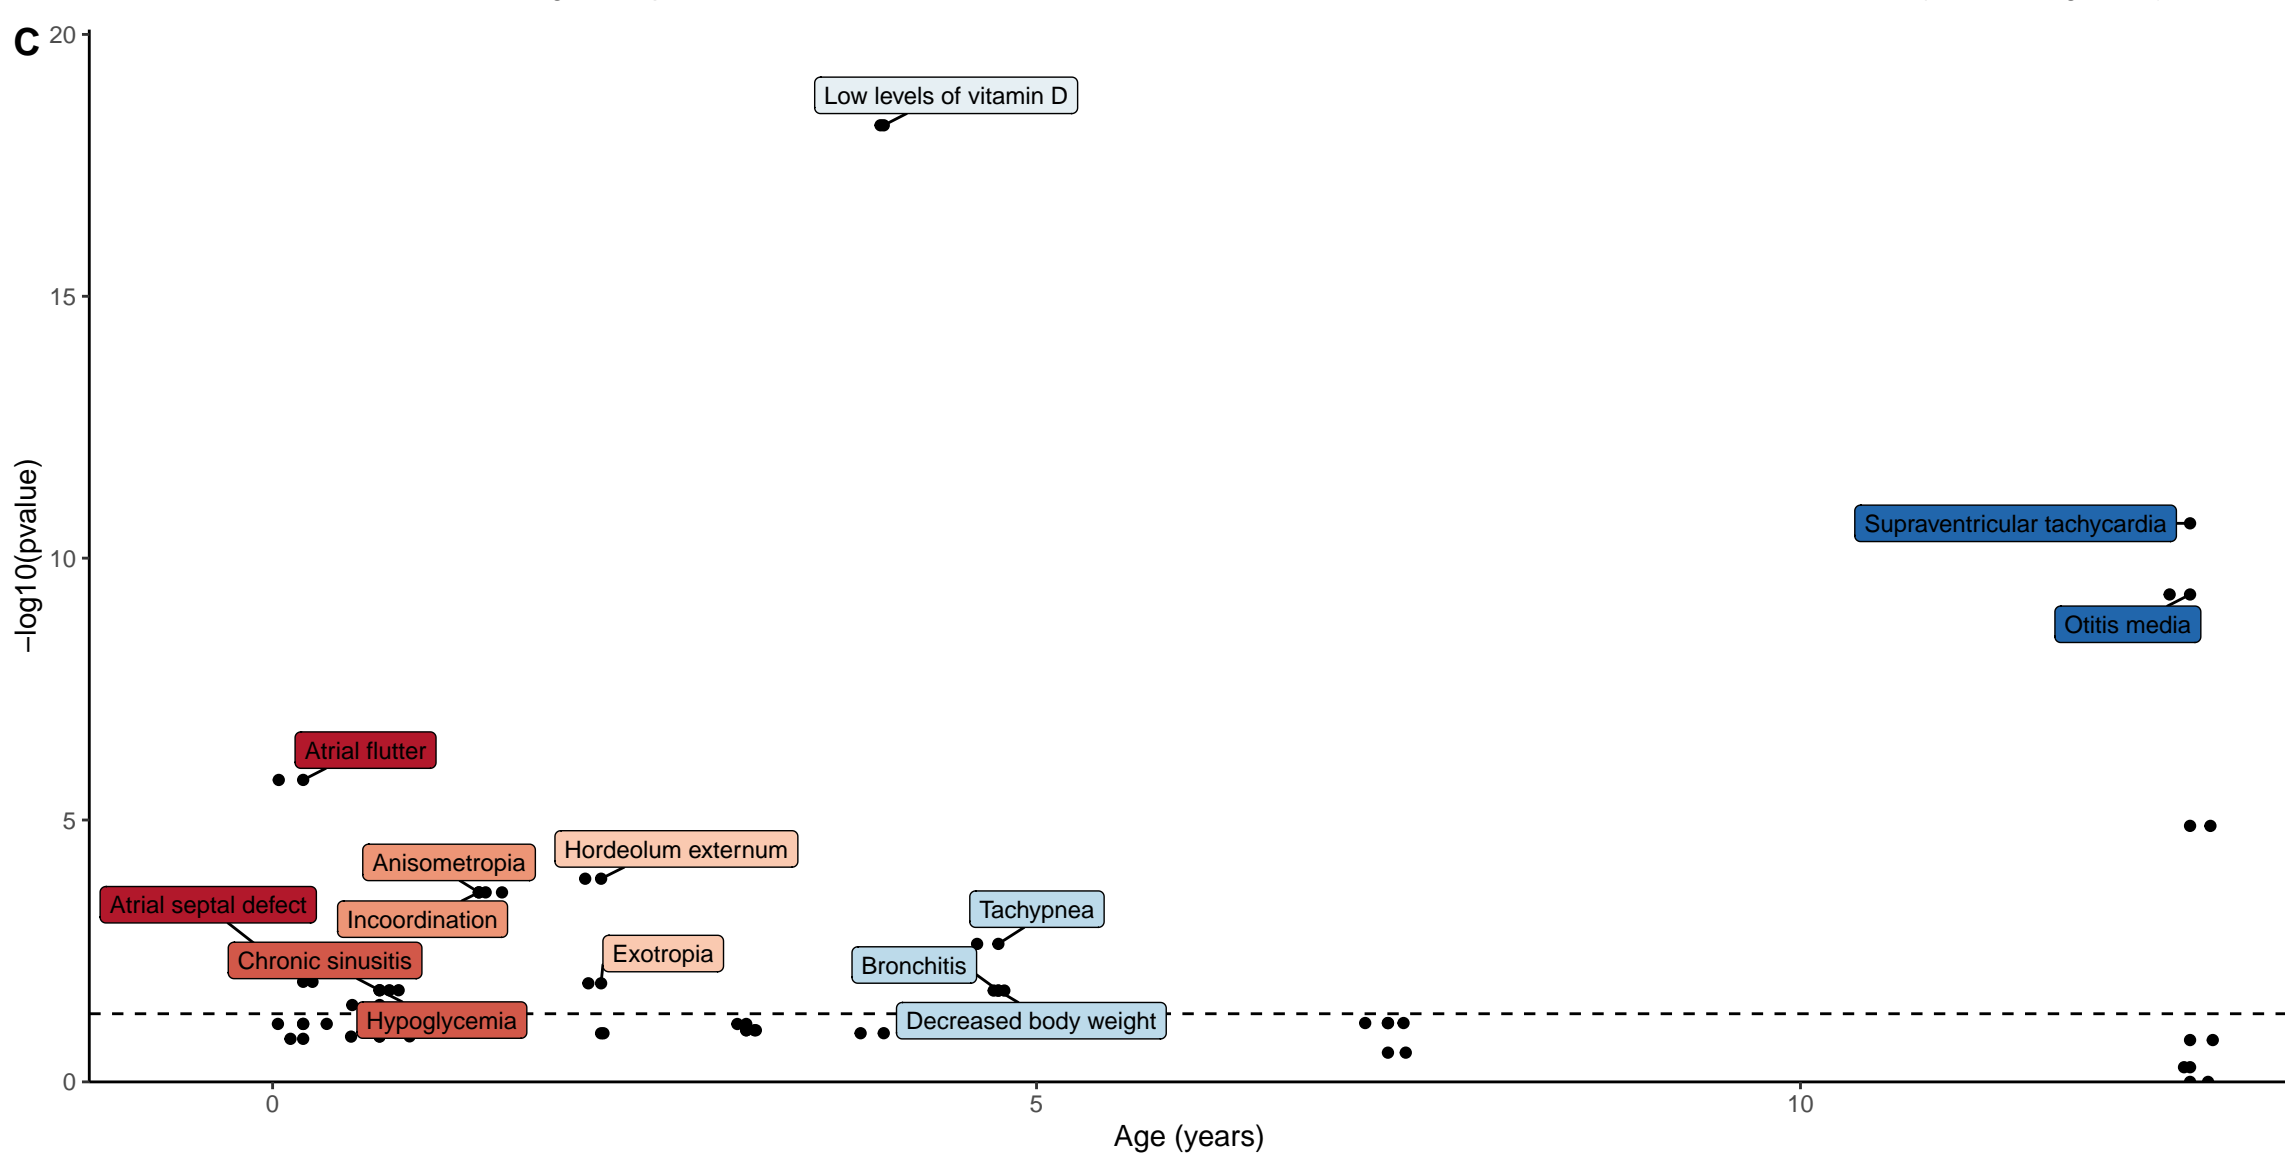 C
20
Low levels of vitamin D
15
–log10(pvalue)
Supraventricular tachycardia
10
Otitis media
Atrial flutter
5
Anisometropia
Hordeolum externum
Atrial septal defect
Incoordination
Tachypnea
Chronic sinusitis
Exotropia
Bronchitis
Hypoglycemia
Decreased body weight
0
0
5
10
Age (years)